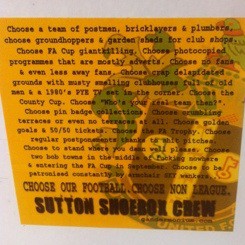 Choose a team of postmen, bricklayers & plumbers,
choose groundhoppers & garden sheds for club shops...
Choose FA Cup giantkilling, Choose photocopied
programmes that are mostly adverts. Choose no fans
& even less away fans. Choose crap delapidated
grounds with musty smelling clubhouses full of old
men & a 1980's PYE TV set in the corner. Choose the
County Cup. Choose "Who's your real team then?".
Choose pin badge collections. Choose crumbling
terraces or even no terraces at all. Choose golden
goals & 50/50 tickets. Choose the FA Trophy. Choose
regular postponements thanks to shit pitches.
Choose to stand where you damn well please. Choose
two bob towns in the middle of fucking nowhere
& entering the FA Cup in September. Choose to be
patronised constantly by armchair wankers.
CHOOSE OUR FOOTBALL. CHOOSE NON LEAGUE.
SUTTON SHOEBOX CREW